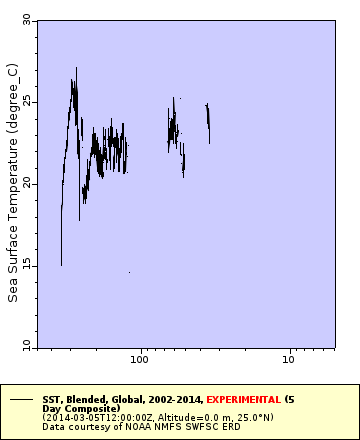 30
25
20
15
10
Sea Surface Temperature (degree_C)
100
10
SST, Blended, Global, 2002-2014, EXPERIMENTAL (5
Day Composite)
(2014-03-05T12:00:00Z, Altitude=0.0 m, 25.0°N)
Data courtesy of NOAA NMFS SWFSC ERD